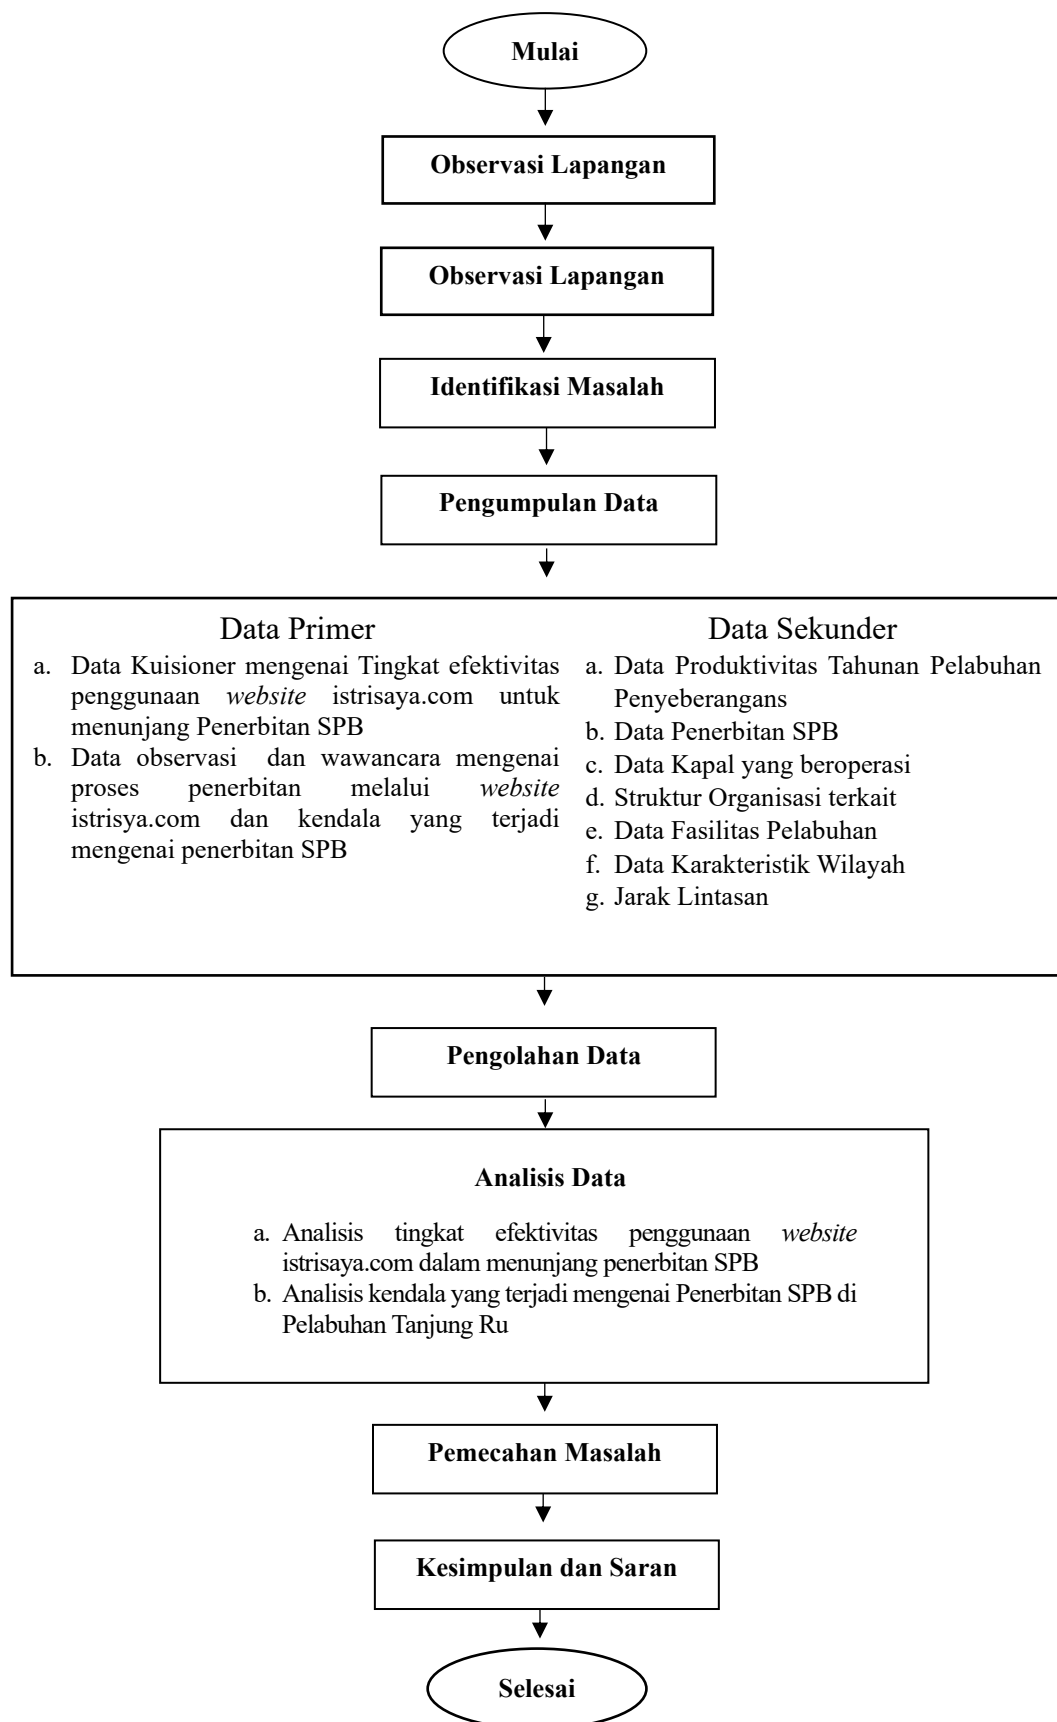 Mulai
Observasi Lapangan
Observasi Lapangan
Identifikasi Masalah
Pengumpulan Data
Data Primer
a. Data Kuisioner mengenai Tingkat efektivitas
penggunaan website istrisaya.com untuk
menunjang Penerbitan SPB
b. Data observasi dan wawancara mengenai
proses penerbitan melalui website
istrisya.com dan kendala yang terjadi
mengenai penerbitan SPB
Data Sekunder
a. Data Produktivitas Tahunan Pelabuhan
Penyeberangans
b. Data Penerbitan SPB
c. Data Kapal yang beroperasi
d. Struktur Organisasi terkait
e. Data Fasilitas Pelabuhan
f. Data Karakteristik Wilayah
g. Jarak Lintasan
Pengolahan Data
Analisis Data
a. Analisis tingkat efektivitas penggunaan website
istrisaya.com dalam menunjang penerbitan SPB
b. Analisis kendala yang terjadi mengenai Penerbitan SPB di
Pelabuhan Tanjung Ru
Pemecahan Masalah
Kesimpulan dan Saran
Selesai